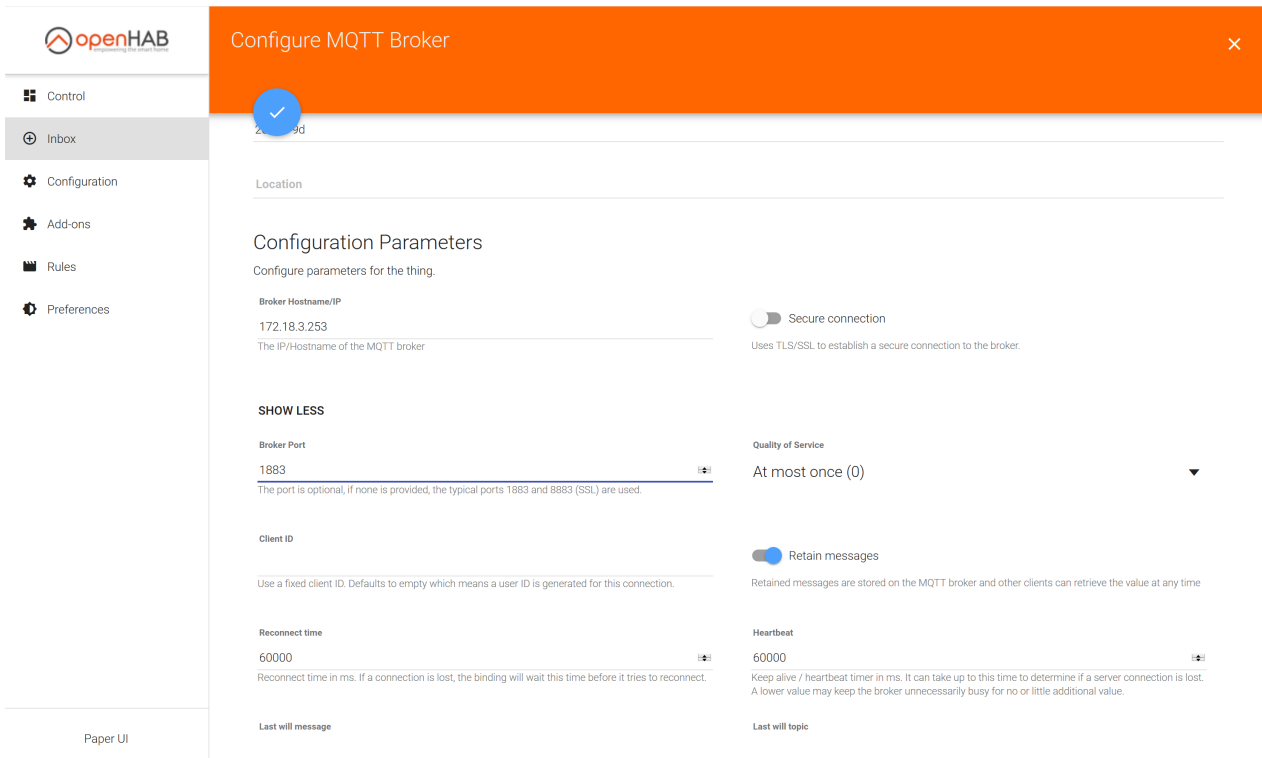 openHAB
empowering the smart home
Configure MQTT Broker
Control
Inbox
Configuration
Add-ons
Rules
Preferences
Paper UI
9d
Location
Configuration Parameters
Configure parameters for the thing.
Broker Hostname/IP
172.18.3.253
The IP/Hostname of the MQTT broker
Secure connection
Uses TLS/SSL to establish a secure connection to the broker.
SHOW LESS
Broker Port
1883
The port is optional, if none is provided, the typical ports 1883 and 8883 (SSL) are used.
Quality of Service
At most once (0)
Client ID
Use a fixed client ID. Defaults to empty which means a user ID is generated for this connection.
Retain messages
Retained messages are stored on the MQTT broker and other clients can retrieve the value at any time
Reconnect time
60000
Reconnect time in ms. If a connection is lost, the binding will wait this time before it tries to reconnect.
Heartbeat
60000
Keep alive / heartbeat timer in ms. It can take up to this time to determine if a server connection is lost.
A lower value may keep the broker unnecessarily busy for no or little additional value.
Last will message
Last will topic